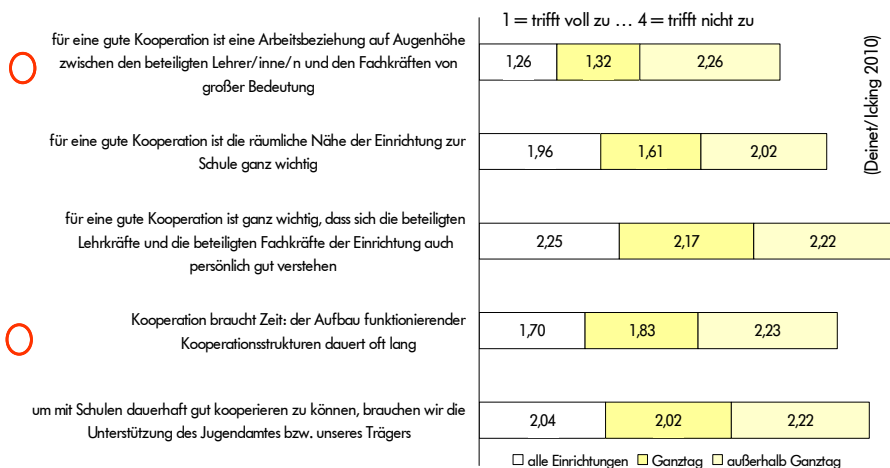 1 = trifft voll zu … 4 = trifft nicht zu
für eine gute Kooperation ist eine Arbeitsbeziehung auf Augenhöhe
zwischen den beteiligten Lehrer/inne/n und den Fachkräften von
großer Bedeutung
1,26 1,32 2,26
für eine gute Kooperation ist die räumliche Nähe der Einrichtung zur
Schule ganz wichtig
1,96 1,61 2,02
für eine gute Kooperation ist ganz wichtig, dass sich die beteiligten
Lehrkräfte und die beteiligten Fachkräfte der Einrichtung auch
persönlich gut verstehen
2,25 2,17 2,22
Kooperation braucht Zeit: der Aufbau funktionierender
Kooperationsstrukturen dauert oft lang
1,70 1,83 2,23
um mit Schulen dauerhaft gut kooperieren zu können, brauchen wir die
Unterstützung des Jugendamtes bzw. unseres Trägers
2,04 2,02 2,22
alle Einrichtungen Ganztag außerhalb Ganztag
(Deinet/Icking 2010)